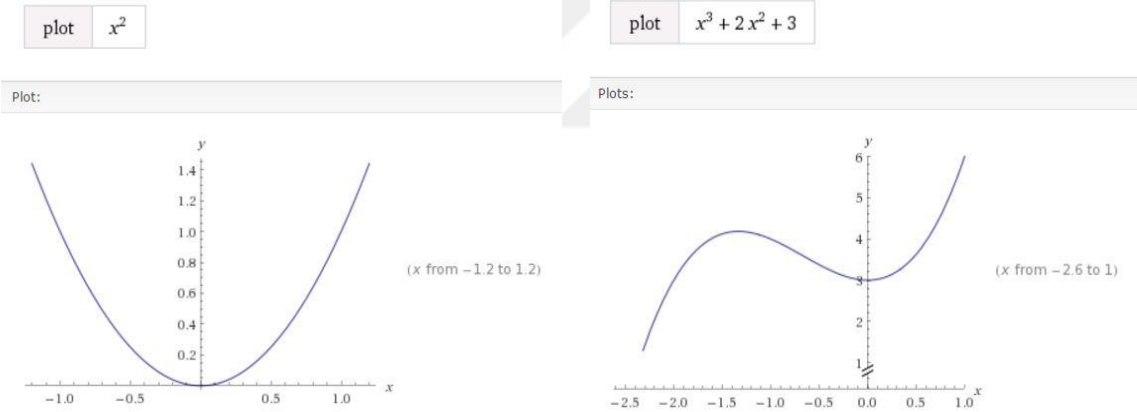 plot x² 
Plot:
y
1.4
1.2
1.0
0.8
0.6
0.4
0.2
-1.0 -0.5 0.5 1.0 x
(x from −1.2 to 1.2)
plot x³ + 2 x² + 3
Plots:
y
6
5
4
3
2
1
-2.5 -2.0 -1.5 -1.0 -0.5 0.0 0.5 1.0 x
(x from −2.6 to 1)